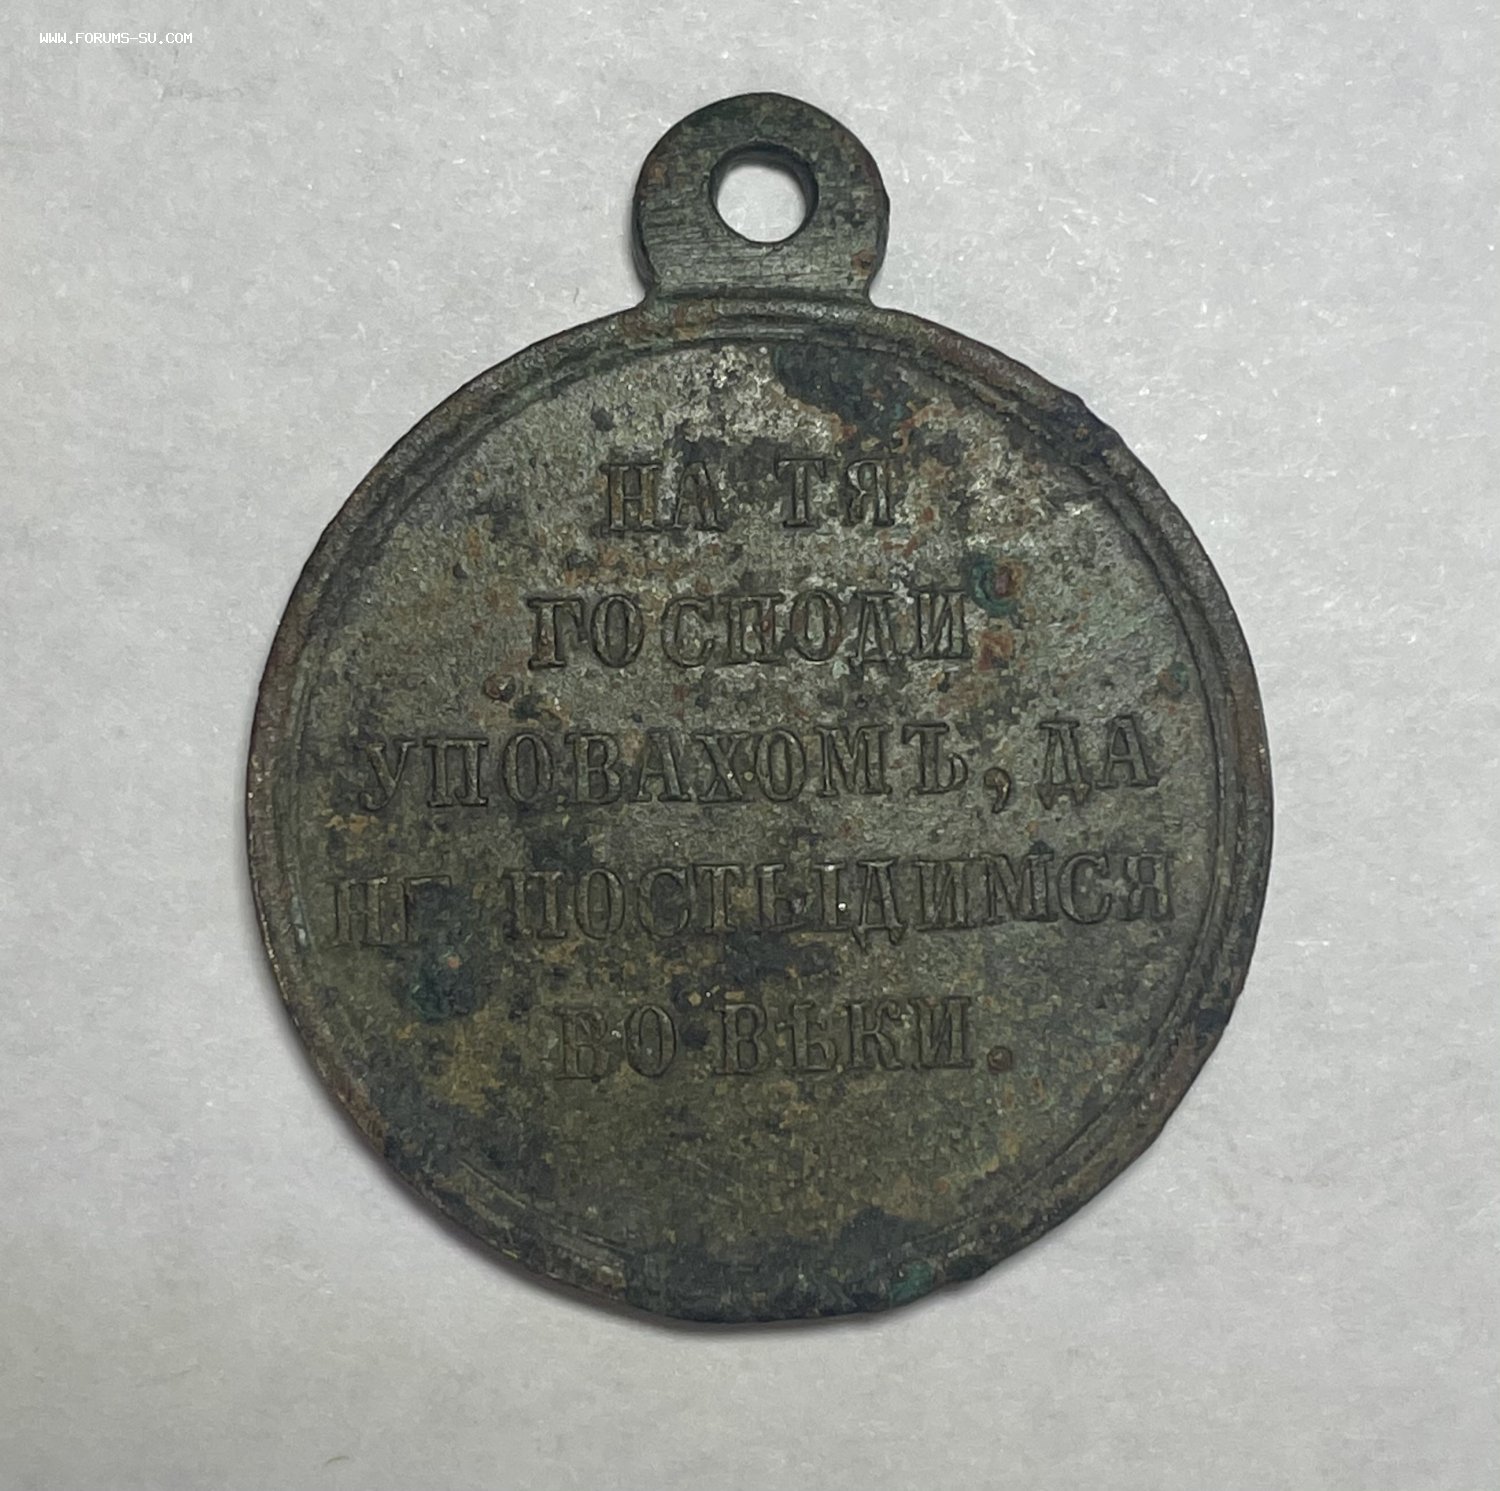 WWW.FORUMS-SU.COM
НА ТЯ
ГОСПОДИ
УПОВАХОМЪ, ДА
НЕ ПОСТЫДИМСЯ
ВО ВѢКИ.